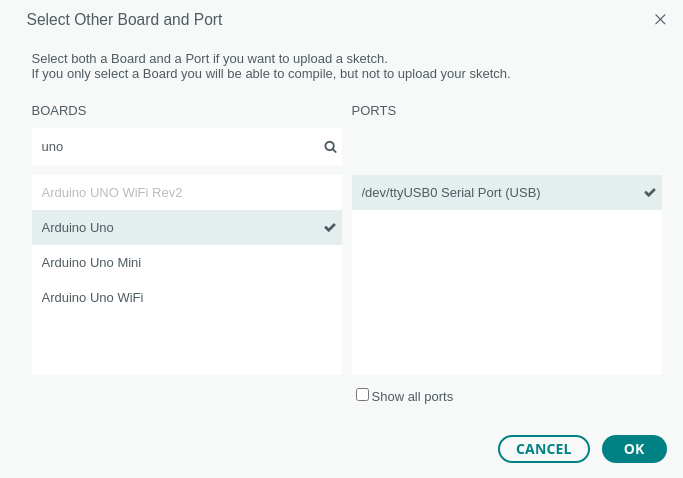 Select Other Board and Port
Select both a Board and a Port if you want to upload a sketch.
If you only select a Board you will be able to compile, but not to upload your sketch.
BOARDS
PORTS
uno
Arduino UNO WiFi Rev2
/dev/ttyUSB0 Serial Port (USB)
Arduino Uno
Arduino Uno Mini
Arduino Uno WiFi
Show all ports
CANCEL
OK